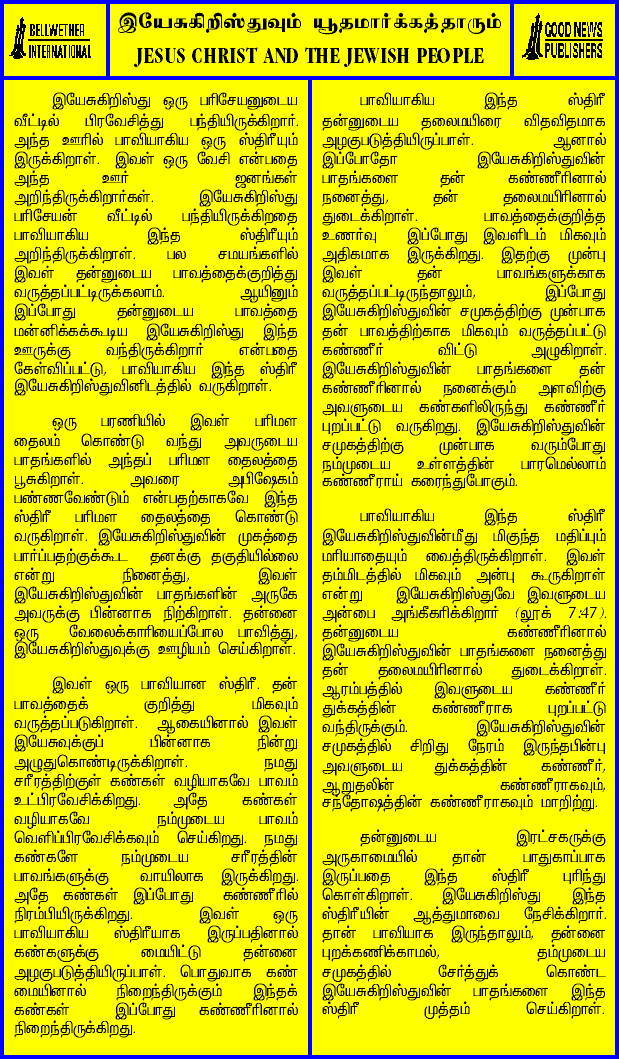 BELLWETHER
INTERNATIONAL
இயேசுகிறிஸ்துவும் யூதமார்க்கத்தாரும்
JESUS CHRIST AND THE JEWISH PEOPLE
GOOD NEWS
PUBLISHERS
இயேசுகிறிஸ்து ஒரு பரிசேயனுடைய
வீட்டில் பிரவேசித்து பந்தியிருக்கிறார்.
அந்த ஊரில் பாவியாகிய ஒரு ஸ்திரீயும்
இருக்கிறாள். இவள் ஒரு வேசி என்பதை
அந்த ஊர் ஜனங்கள்
அறிந்திருக்கிறார்கள். இயேசுகிறிஸ்து
பரிசேயன் வீட்டில் பந்தியிருக்கிறதை
பாவியாகிய இந்த ஸ்திரீயும்
அறிந்திருக்கிறாள். பல சமயங்களில்
இவள் தன்னுடைய பாவத்தைக்குறித்து
வருத்தப்பட்டிருக்கலாம். ஆயினும்
இப்போது தன்னுடைய பாவத்தை
மன்னிக்கக்கூடிய இயேசுகிறிஸ்து இந்த
ஊருக்கு வந்திருக்கிறார் என்பதை
கேள்விப்பட்டு, பாவியாகிய இந்த ஸ்திரீ
இயேசுகிறிஸ்துவினிடத்தில் வருகிறாள்.
ஒரு பரணியில் இவள் பரிமள
தைலம் கொண்டு வந்து அவருடைய
பாதங்களில் அந்தப் பரிமள தைலத்தை
பூசுகிறாள். அவரை அபிஷேகம்
பண்ணவேண்டும் என்பதற்காகவே இந்த
ஸ்திரீ பரிமள தைலத்தை கொண்டு
வருகிறாள். இயேசுகிறிஸ்துவின் முகத்தை
பார்ப்பதற்குக்கூட தனக்கு தகுதியில்லை
என்று நினைத்து, இவள்
இயேசுகிறிஸ்துவின் பாதங்களின் அருகே
அவருக்கு பின்னாக நிற்கிறாள். தன்னை
ஒரு வேலைக்காரியைப்போல பாவித்து,
இயேசுகிறிஸ்துவுக்கு ஊழியம் செய்கிறாள்.
இவள் ஒரு பாவியான ஸ்திரீ. தன்
பாவத்தைக் குறித்து மிகவும்
வருத்தப்படுகிறாள். ஆகையினால் இவள்
இயேசுவுக்குப் பின்னாக நின்று
அழுதுகொண்டிருக்கிறாள். நமது
சரீரத்திற்குள் கண்கள் வழியாகவே பாவம்
உட்பிரவேசிக்கிறது. அதே கண்கள்
வழியாகவே நம்முடைய பாவம்
வெளிப்பிரவேசிக்கவும் செய்கிறது. நமது
கண்களே நம்முடைய சரீரத்தின்
பாவங்களுக்கு வாயிலாக இருக்கிறது.
அதே கண்கள் இப்போது கண்ணீரில்
நிரம்பியிருக்கிறது. இவள் ஒரு
பாவியாகிய ஸ்திரீயாக இருப்பதினால்
கண்களுக்கு மையிட்டு தன்னை
அழகுபடுத்தியிருப்பாள். பொதுவாக கண்
மையினால் நிறைந்திருக்கும் இந்தக்
கண்கள் இப்போது கண்ணீரினால்
நிறைந்திருக்கிறது.
பாவியாகிய இந்த ஸ்திரீ
தன்னுடைய தலைமயிரை விதவிதமாக
அழகுபடுத்தியிருப்பாள். ஆனால்
இப்போதோ இயேசுகிறிஸ்துவின்
பாதங்களை தன் கண்ணீரினால்
நனைத்து, தன் தலைமயிரினால்
துடைக்கிறாள். பாவத்தைக்குறித்த
உணர்வு இப்போது இவளிடம் மிகவும்
அதிகமாக இருக்கிறது. இதற்கு முன்பு
இவள் தன் பாவங்களுக்காக
வருத்தப்பட்டிருந்தாலும், இப்போது
இயேசுகிறிஸ்துவின் சமுகத்திற்கு முன்பாக
தன் பாவத்திற்காக மிகவும் வருத்தப்பட்டு
கண்ணீர் விட்டு அழுகிறாள்.
இயேசுகிறிஸ்துவின் பாதங்களை தன்
கண்ணீரினால் நனைக்கும் அளவிற்கு
அவளுடைய கண்களிலிருந்து கண்ணீர்
புறப்பட்டு வருகிறது. இயேசுகிறிஸ்துவின்
சமுகத்திற்கு முன்பாக வரும்போது
நம்முடைய உள்ளத்தின் பாரமெல்லாம்
கண்ணீராய் கரைந்துபோகும்.
பாவியாகிய இந்த ஸ்திரீ
இயேசுகிறிஸ்துவின்மீது மிகுந்த மதிப்பும்
மரியாதையும் வைத்திருக்கிறாள். இவள்
தம்மிடத்தில் மிகவும் அன்பு கூருகிறாள்
என்று இயேசுகிறிஸ்துவே இவளுடைய
அன்பை அங்கீகரிக்கிறார் (லூக் 7:47).
தன்னுடைய கண்ணீரினால்
இயேசுகிறிஸ்துவின் பாதங்களை நனைத்து
தன் தலைமயிரினால் துடைக்கிறாள்.
ஆரம்பத்தில் இவளுடைய கண்ணீர்
துக்கத்தின் கண்ணீராக புறப்பட்டு
வந்திருக்கும். இயேசுகிறிஸ்துவின்
சமுகத்தில் சிறிது நேரம் இருந்தபின்பு
அவளுடைய துக்கத்தின் கண்ணீர்,
ஆறுதலின் கண்ணீராகவும்,
சந்தோஷத்தின் கண்ணீராகவும் மாறிற்று.
தன்னுடைய இரட்சகருக்கு
அருகாமையில் தான் பாதுகாப்பாக
இருப்பதை இந்த ஸ்திரீ புரிந்து
கொள்கிறாள். இயேசுகிறிஸ்து இந்த
ஸ்திரீயின் ஆத்துமாவை நேசிக்கிறார்.
தான் பாவியாக இருந்தாலும், தன்னை
புறக்கணிக்காமல், தம்முடைய
சமுகத்தில் சேர்த்துக் கொண்ட
இயேசுகிறிஸ்துவின் பாதங்களை இந்த
ஸ்திரீ முத்தம் செய்கிறாள்.